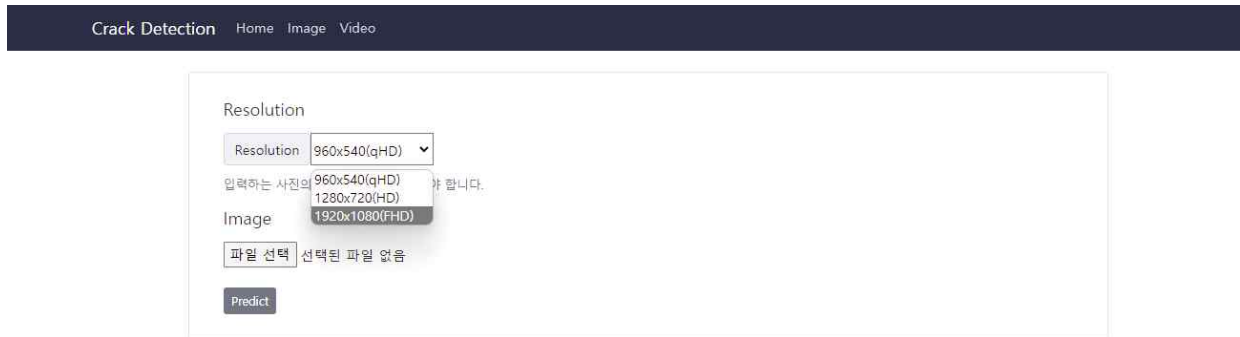 Crack Detection Home Image Video
Resolution
Resolution 960x540(qHD)
입력하는 사진의 합니다.
960x540(qHD)
1280x720(HD)
1920x1080(FHD)
Image
파일 선택 선택된 파일 없음
Predict